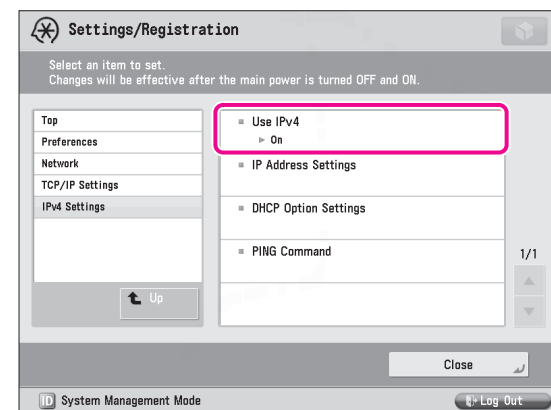 Settings/Registration
Select an item to set.
Changes will be effective after the main power is turned OFF and ON.
Top
Preferences
Network
TCP/IP Settings
IPv4 Settings
Up
Use IPv4
On
IP Address Settings
DHCP Option Settings
PING Command
1/1
Close
ID System Management Mode
Log Out